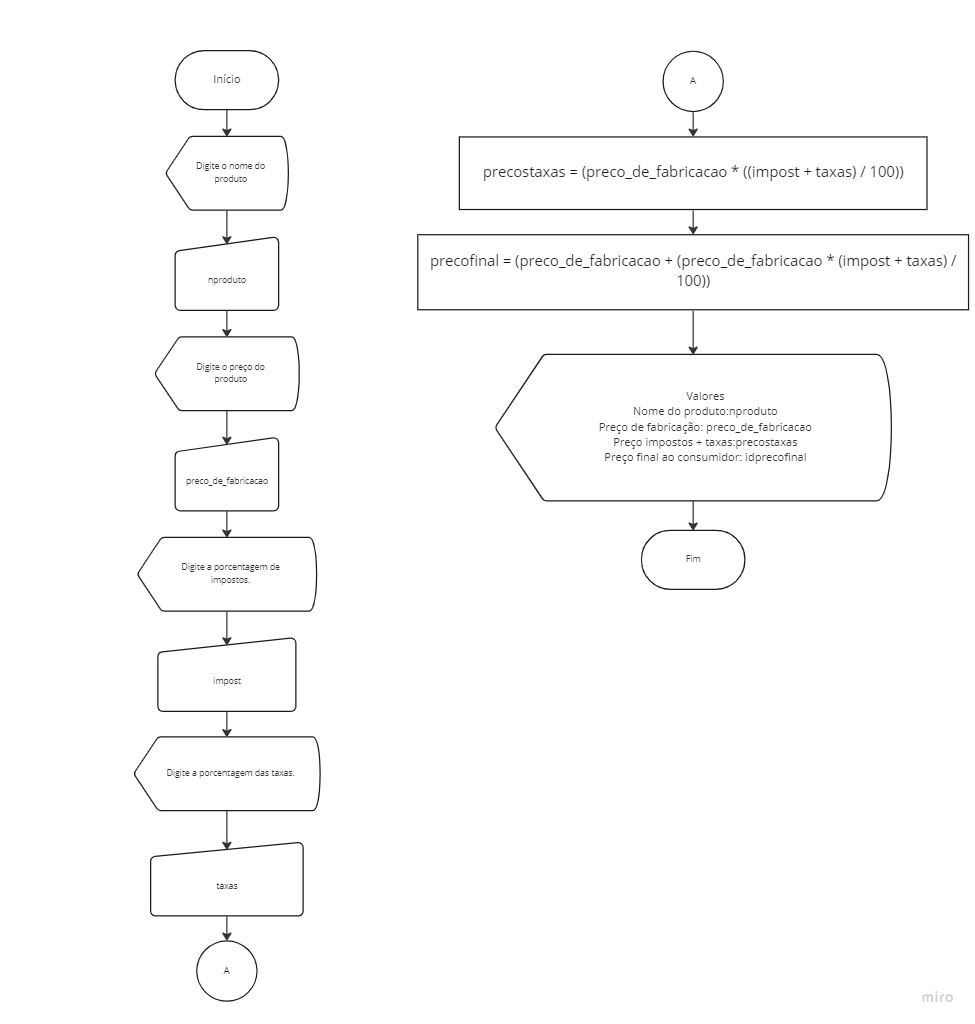 Início
Digite o nome do
produto
nproduto
Digite o preço do
produto
preco_de_fabricacao
Digite a porcentagem de
impostos.
impost
Digite a porcentagem das taxas.
taxas
A
A
precostaxas = (preco_de_fabricacao * ((impost + taxas) / 100))
precofinal = (preco_de_fabricacao + (preco_de_fabricacao * (impost + taxas) /
100))
Valores
Nome do produto:nproduto
Preço de fabricação: preco_de_fabricacao
Preço impostos + taxas:precostaxas
Preço final ao consumidor: idprecofinal
Fim
miro